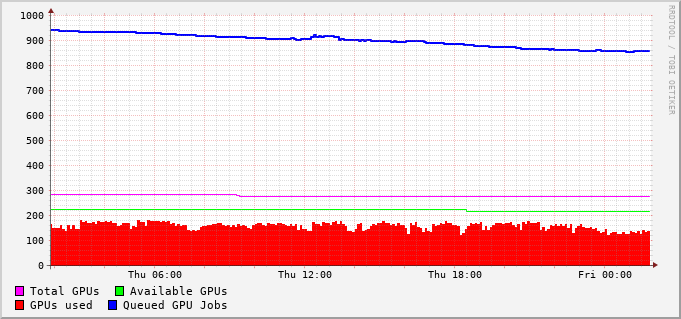 1000
900
800
700
600
500
400
300
200
100
0
Thu 06:00 Thu 12:00 Thu 18:00 Fri 00:00
Total GPUs Available GPUs
GPUs used Queued GPU Jobs
RRDTOOL / TOBI OETIKER